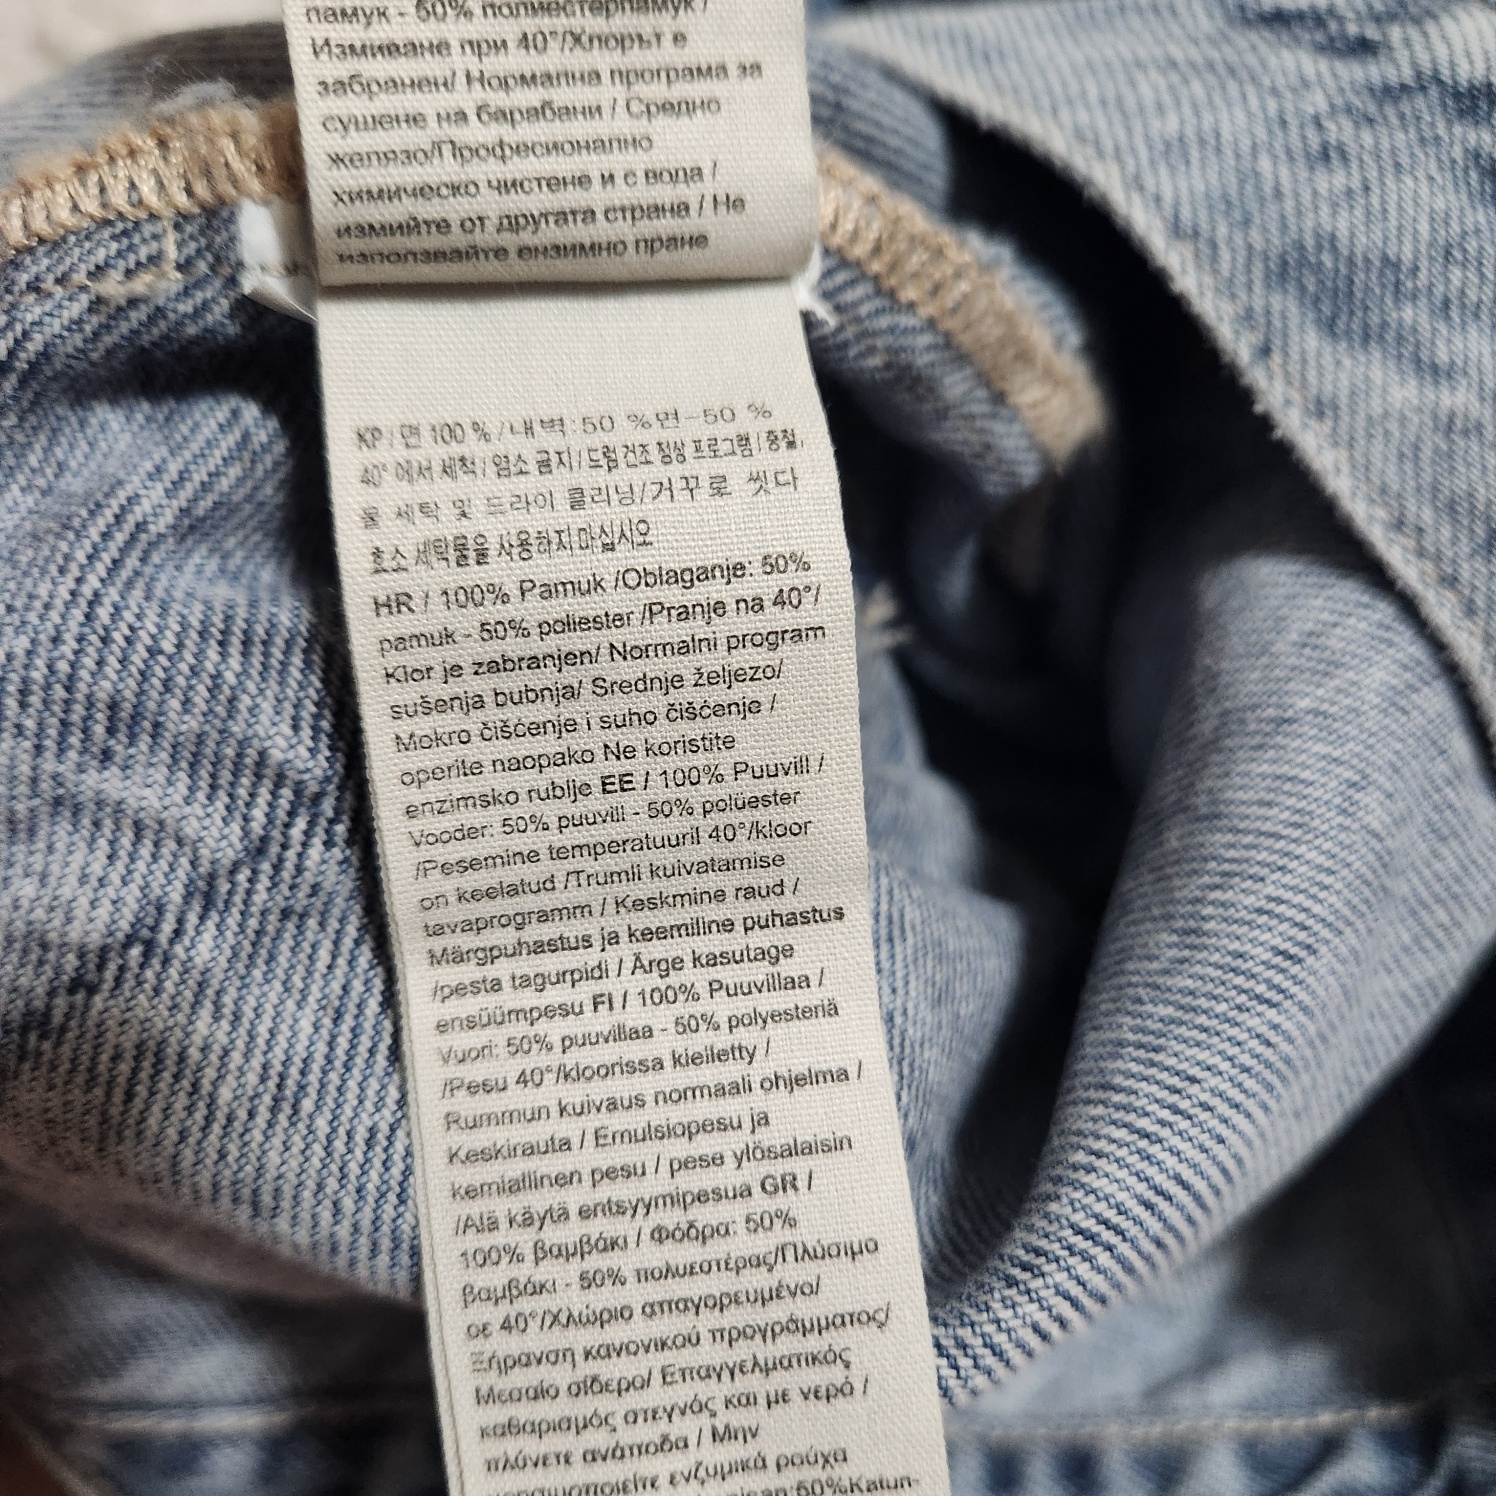 памук - 50% полиестерпамук /
Измиване при 40°/Хлорът е
забранен/ Нормална програма за
сушене на барабани / Средно
желязо/Професионално
химическо чистене и с вода /
измийте от другата страна / Не
използвайте ензимно пране
KP/면 100 %/내벽:50 %면-50 %
40° 에서 세척/염소 금지/드럼 건조 정상 프로그램/중철,
물 세탁 및 드라이 클리닝/거꾸로 씻다
효소 세탁물을 사용하지 마십시오
HR / 100% Pamuk /Oblaganje: 50%
pamuk - 50% poliester /Pranje na 40°/
Klor je zabranjen/ Normalni program
sušenja bubnja/ Srednje željezo/
Mokro čišćenje i suho čišćenje /
operite naopako Ne koristite
enzimsko rublje EE / 100% Puuvill /
Vooder: 50% puuvill - 50% polüester
/Pesemine temperatuuril 40°/kloor
on keelatud /Trumli kuivatamise
tavaprogramm / Keskmine raud /
Märgpuhastus ja keemiline puhastus
/pesta tagurpidi / Ärge kasutage
ensüümpesu FI / 100% Puuvillaa /
Vuori: 50% puuvillaa - 50% polyesteriä
/Pesu 40°/kloorissa kielletty /
Rummun kuivaus normaali ohjelma /
Keskirauta / Emulsiopesu ja
kemiallinen pesu / pese ylösalaisin
/Älä käytä entsyymipesua GR /
100% βαμβάκι / Φόδρα: 50%
βαμβάκι - 50% πολυεστέρας/Πλύσιμο
σε 40°/Χλώριο απαγορευμένο/
Ξήρανση κανονικού προγράμματος/
Μεσαίο σίδερο/ Επαγγελματικός
καθαρισμός στεγνός και με νερό /
πλύνετε ανάποδα / Μην
ενζυμικά ρούχα
50%Katun-